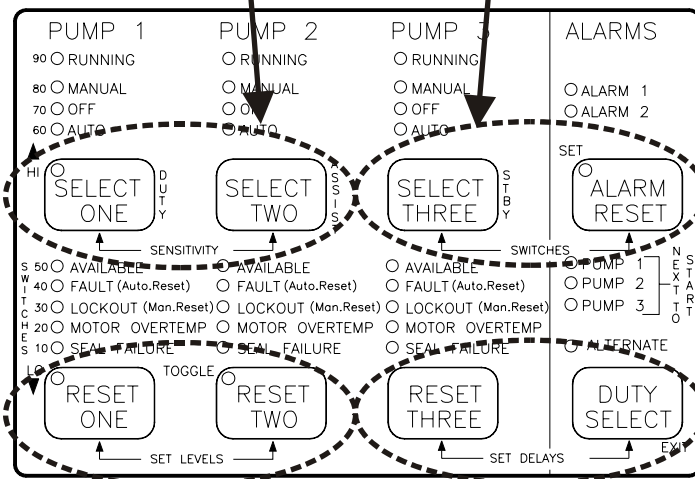 PUMP 1 PUMP 2 PUMP 3 ALARMS
90 RUNNING RUNNING RUNNING
80 MANUAL MANUAL MANUAL ALARM 1
70 OFF OFF OFF ALARM 2
60 AUTO AUTO AUTO
HI SET
SELECT ONE DUTY SELECT TWO ASSIST SELECT THREE STBY ALARM RESET
SENSITIVITY SWITCHES
SWITCHES 50 AVAILABLE AVAILABLE AVAILABLE PUMP 1 NEXT TO START
40 FAULT (Auto.Reset) FAULT (Auto.Reset) FAULT (Auto.Reset) PUMP 2
30 LOCKOUT (Man.Reset) LOCKOUT (Man.Reset) LOCKOUT (Man.Reset) PUMP 3
20 MOTOR OVERTEMP MOTOR OVERTEMP MOTOR OVERTEMP
10 SEAL FAILURE SEAL FAILURE SEAL FAILURE ALTERNATE
LO TOGGLE
RESET ONE RESET TWO RESET THREE DUTY SELECT
SET LEVELS SET DELAYS EXIT